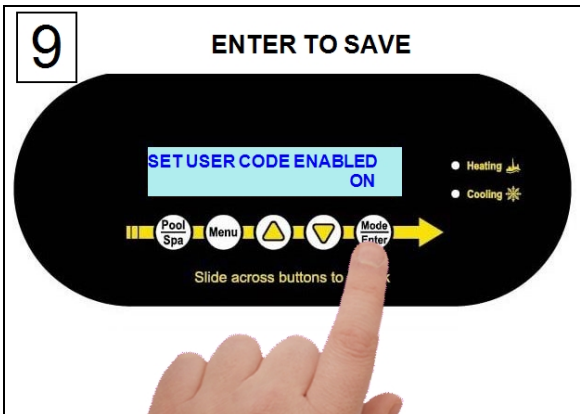 9
ENTER TO SAVE
SET USER CODE ENABLED
ON
Heating
Cooling
Pool
Spa
Menu
Mode
Enter
Slide across buttons to